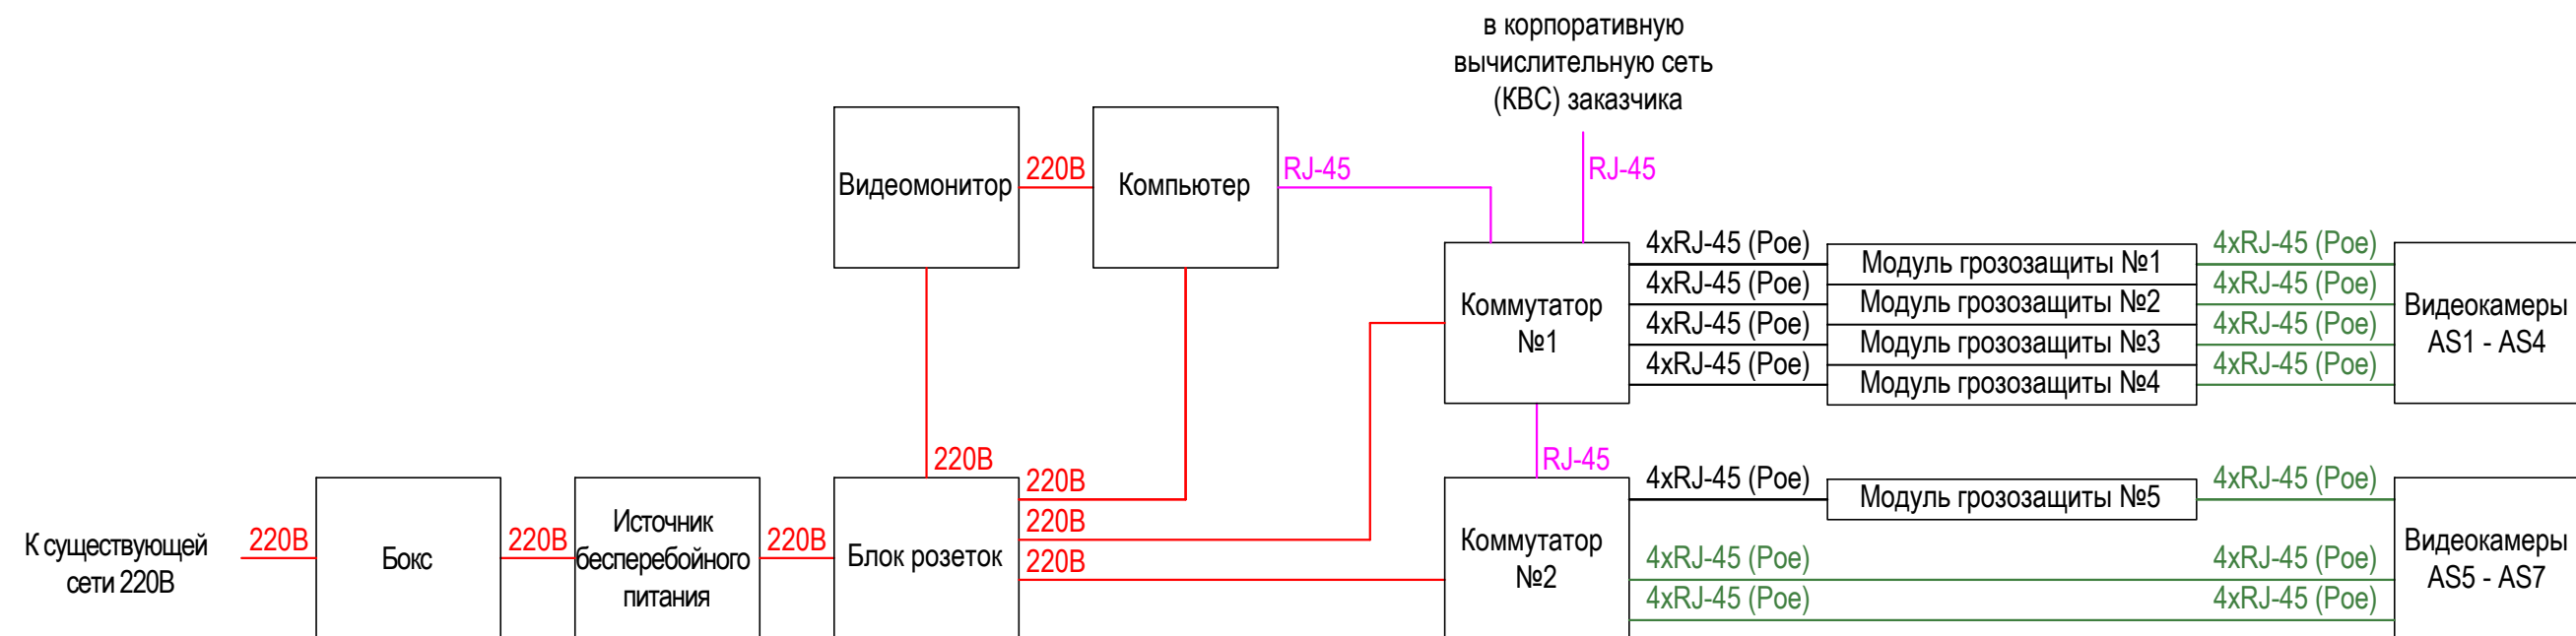 в корпоративную
вычислительную сеть
(КВС) заказчика
Видеомонитор
220В
Компьютер
RJ-45
RJ-45
Коммутатор
№1
4xRJ-45 (Poe)
Модуль грозозащиты №1
4xRJ-45 (Poe)
4xRJ-45 (Poe)
Модуль грозозащиты №2
4xRJ-45 (Poe)
4xRJ-45 (Poe)
Модуль грозозащиты №3
4xRJ-45 (Poe)
4xRJ-45 (Poe)
Модуль грозозащиты №4
4xRJ-45 (Poe)
Видеокамеры
AS1 - AS4
RJ-45
К существующей
сети 220В
220В
Бокс
220В
Источник
бесперебойного
питания
220В
Блок розеток
220В
220В
220В
220В
Коммутатор
№2
4xRJ-45 (Poe)
Модуль грозозащиты №5
4xRJ-45 (Poe)
4xRJ-45 (Poe)
4xRJ-45 (Poe)
4xRJ-45 (Poe)
4xRJ-45 (Poe)
Видеокамеры
AS5 - AS7